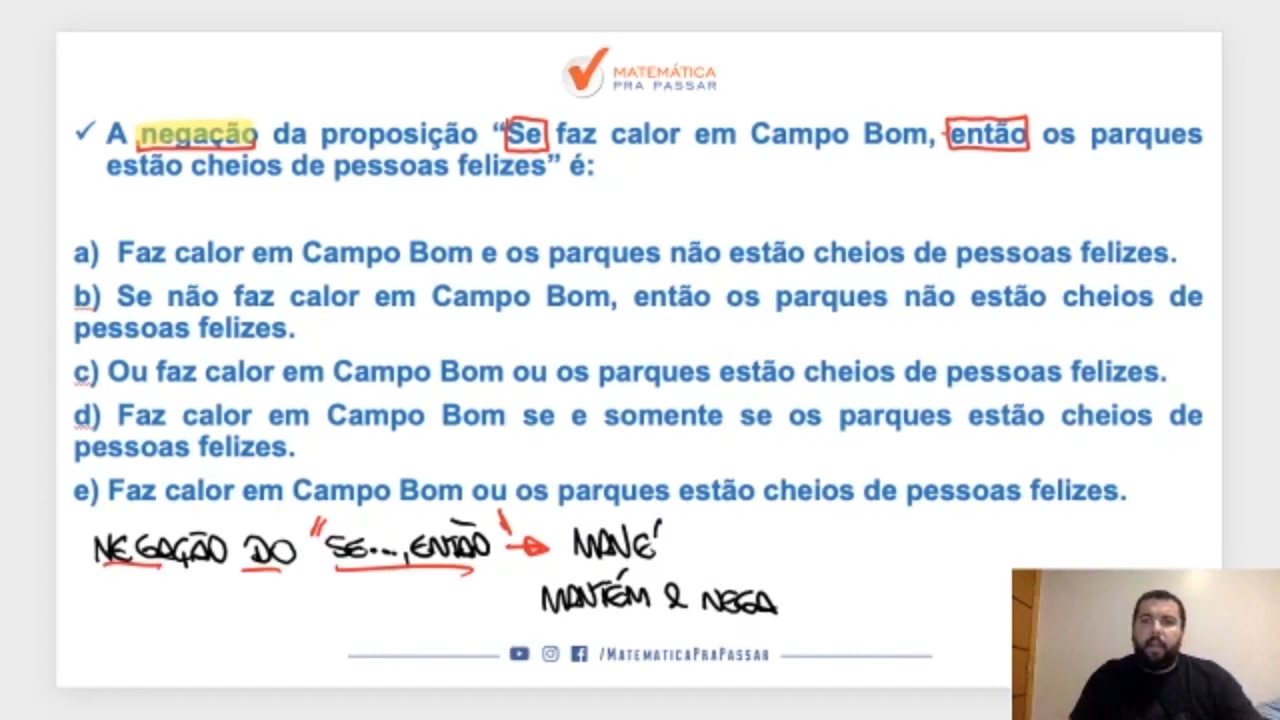 MATEMÁTICA
PRA PASSAR
✓ A negação da proposição “Se faz calor em Campo Bom, então os parques
estão cheios de pessoas felizes” é:
a) Faz calor em Campo Bom e os parques não estão cheios de pessoas felizes.
b) Se não faz calor em Campo Bom, então os parques não estão cheios de
pessoas felizes.
c) Ou faz calor em Campo Bom ou os parques estão cheios de pessoas felizes.
d) Faz calor em Campo Bom se e somente se os parques estão cheios de
pessoas felizes.
e) Faz calor em Campo Bom ou os parques estão cheios de pessoas felizes.
NEGAÇÃO DO "SE..., ENTÃO" → MANÉ
MANTÉM & NEGA
/MATEMATICAPRAPASSAR